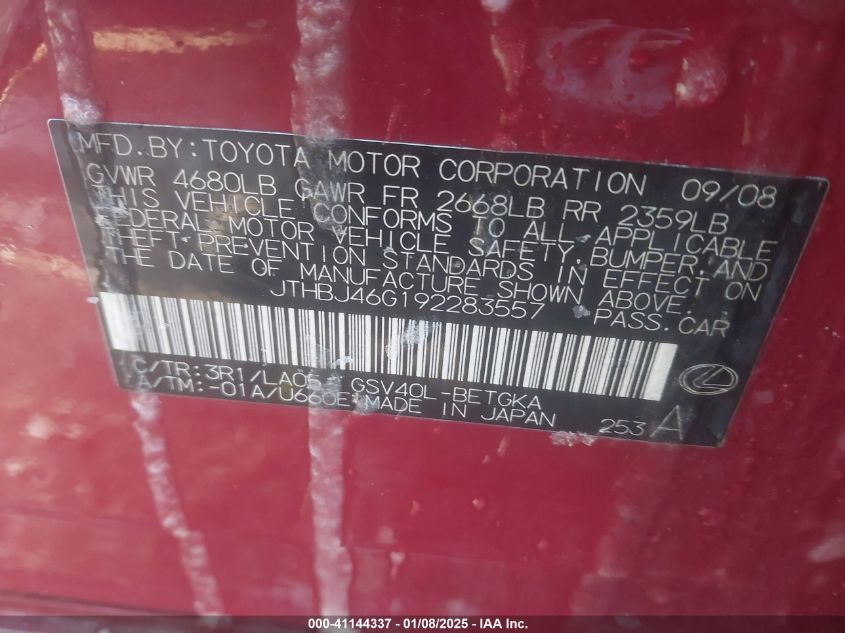 MFD. BY: TOYOTA MOTOR CORPORATION 09/08
GVWR 4680LB GAWR FR 2668LB RR 2359LB
THIS VEHICLE CONFORMS TO ALL APPLICABLE
FEDERAL MOTOR VEHICLE SAFETY, BUMPER, AND
THEFT PREVENTION STANDARDS IN EFFECT ON
THE DATE OF MANUFACTURE SHOWN ABOVE.
JTHBJ46G192283557 PASS. CAR
C/TR: 3R1/LA05 GSV40L-BETGKA
A/TM: -01A/U660E MADE IN JAPAN 253 A
000-41144337 - 01/08/2025 - IAA Inc.